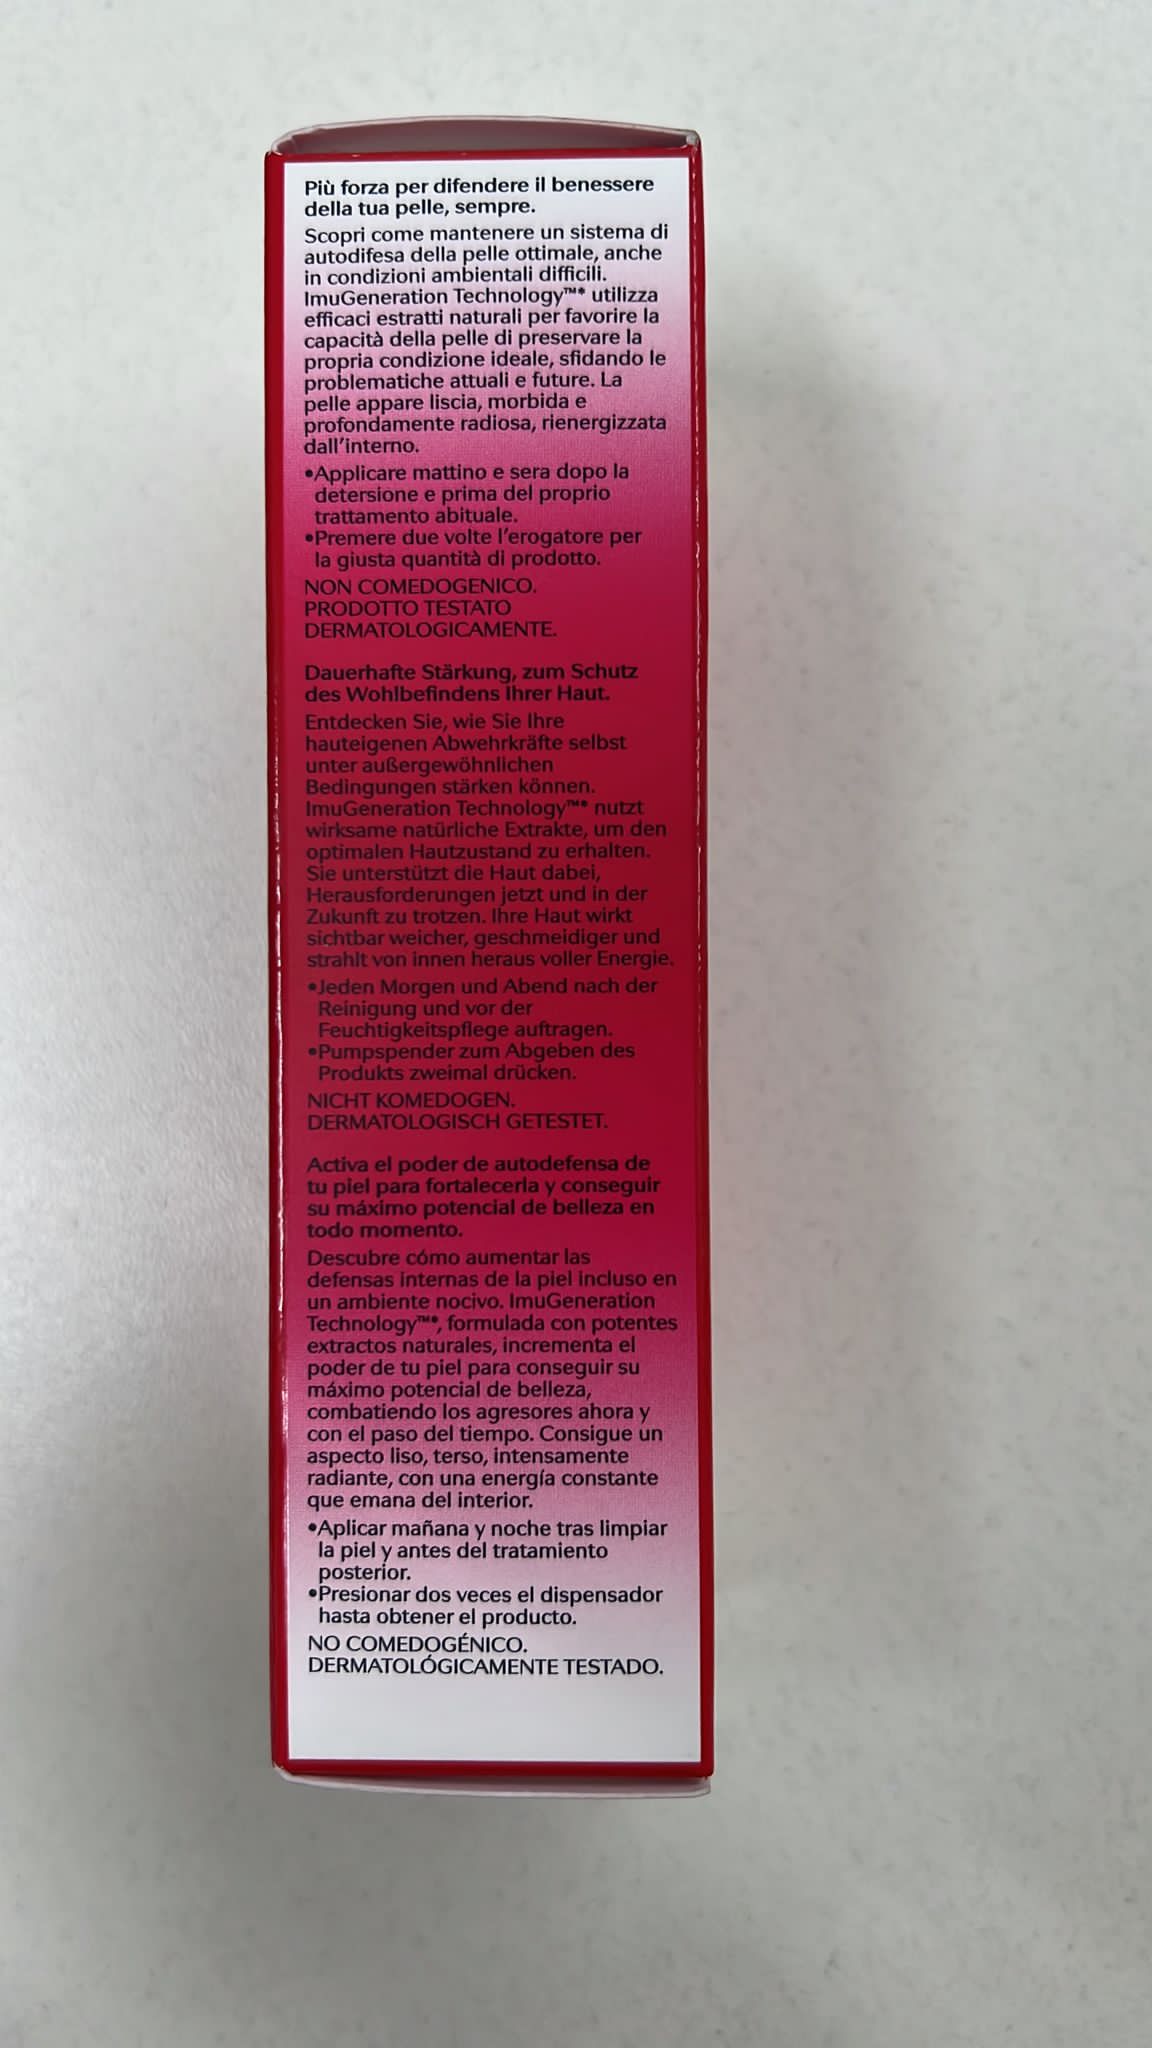 Più forza per difendere il benessere
della tua pelle, sempre.
Scopri come mantenere un sistema di
autodifesa della pelle ottimale, anche
in condizioni ambientali difficili.
ImuGeneration Technology™* utilizza
efficaci estratti naturali per favorire la
capacità della pelle di preservare la
propria condizione ideale, sfidando le
problematiche attuali e future. La
pelle appare liscia, morbida e
profondamente radiosa, rienergizzata
dall'interno.
•Applicare mattino e sera dopo la
detersione e prima del proprio
trattamento abituale.
•Premere due volte l'erogatore per
la giusta quantità di prodotto.
NON COMEDOGENICO.
PRODOTTO TESTATO
DERMATOLOGICAMENTE.
Dauerhafte Stärkung, zum Schutz
des Wohlbefindens Ihrer Haut.
Entdecken Sie, wie Sie Ihre
hauteigenen Abwehrkräfte selbst
unter außergewöhnlichen
Bedingungen stärken können.
ImuGeneration Technology™* nutzt
wirksame natürliche Extrakte, um den
optimalen Hautzustand zu erhalten.
Sie unterstützt die Haut dabei,
Herausforderungen jetzt und in der
Zukunft zu trotzen. Ihre Haut wirkt
sichtbar weicher, geschmeidiger und
strahlt von innen heraus voller Energie.
•Jeden Morgen und Abend nach der
Reinigung und vor der
Feuchtigkeitspflege auftragen.
•Pumpspender zum Abgeben des
Produkts zweimal drücken.
NICHT KOMEDOGEN.
DERMATOLOGISCH GETESTET.
Activa el poder de autodefensa de
tu piel para fortalecerla y conseguir
su máximo potencial de belleza en
todo momento.
Descubre cómo aumentar las
defensas internas de la piel incluso en
un ambiente nocivo. ImuGeneration
Technology™*, formulada con potentes
extractos naturales, incrementa el
poder de tu piel para conseguir su
máximo potencial de belleza,
combatiendo los agresores ahora y
con el paso del tiempo. Consigue un
aspecto liso, terso, intensamente
radiante, con una energía constante
que emana del interior.
•Aplicar mañana y noche tras limpiar
la piel y antes del tratamiento
posterior.
•Presionar dos veces el dispensador
hasta obtener el producto.
NO COMEDOGÉNICO.
DERMATOLÓGICAMENTE TESTADO.